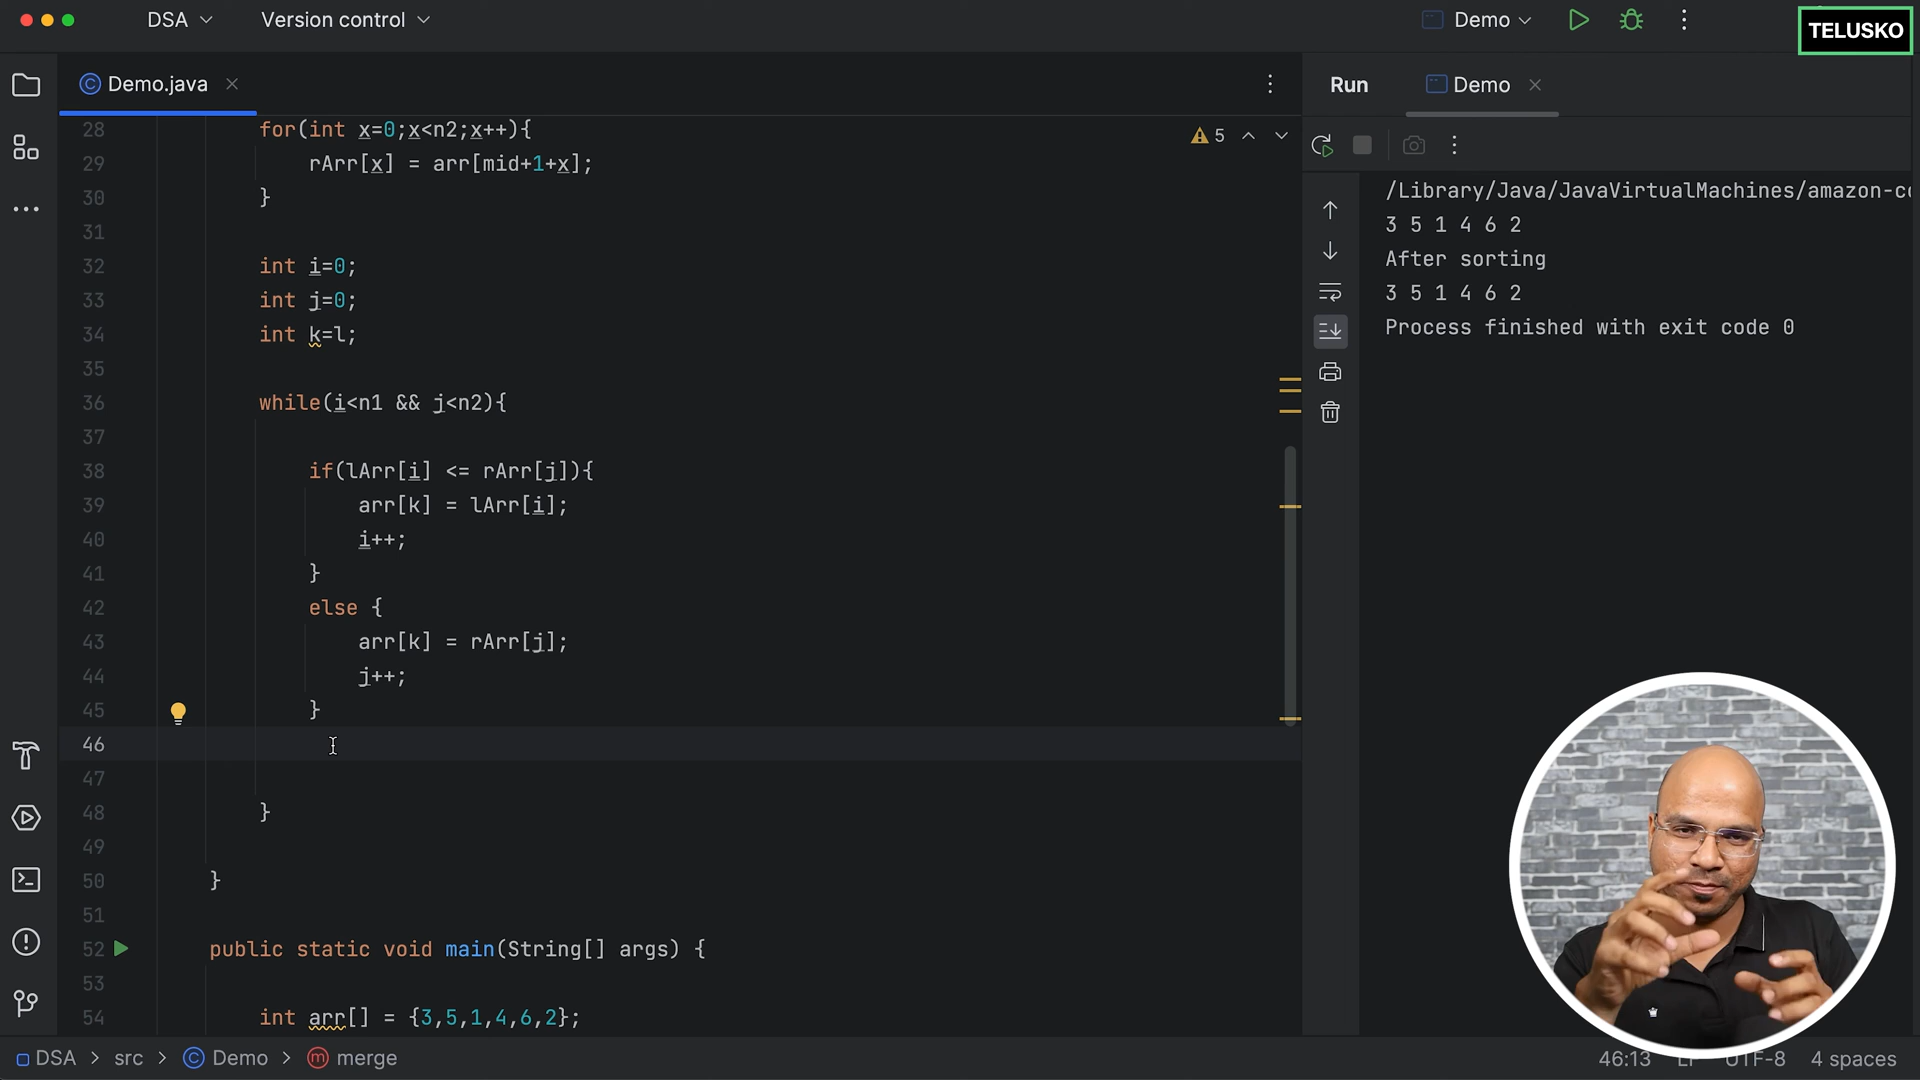 DSA
Version control
Demo
TELUSKO
Demo.java
Run
Demo
28 for(int x=0;x<n2;x++){
5
29 rArr[x] = arr[mid+1+x];
30 }
31
32 int i=0;
33 int j=0;
34 int k=l;
35
36 while(i<n1 && j<n2){
37
38 if(lArr[i] <= rArr[j]){
39 arr[k] = lArr[i];
40 i++;
41 }
42 else {
43 arr[k] = rArr[j];
44 j++;
45 }
46
47
48 }
49
50 }
51
52 public static void main(String[] args) {
53
54 int arr[] = {3,5,1,4,6,2};
/Library/Java/JavaVirtualMachines/amazon-co
3 5 1 4 6 2
After sorting
3 5 1 4 6 2
Process finished with exit code 0
DSA > src > Demo > merge
46:13 LF UTF-8 4 spaces